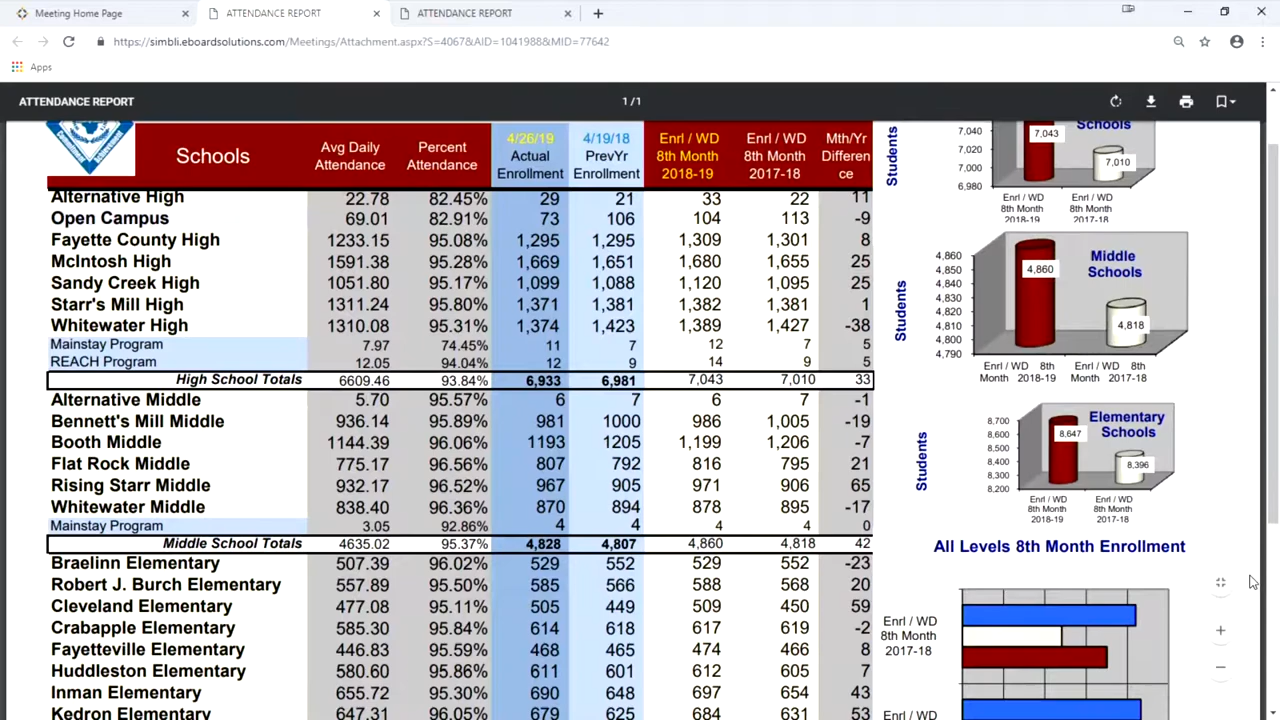 Meeting Home Page
ATTENDANCE REPORT
ATTENDANCE REPORT
https://simbli.eboardsolutions.com/Meetings/Attachment.aspx?S=4067&AID=1041988&MID=77642
Apps
ATTENDANCE REPORT
1 / 1
Schools Avg Daily Attendance Percent Attendance 4/26/19 Actual Enrollment 4/19/18 PrevYr Enrollment Enrl / WD 8th Month 2018-19 Enrl / WD 8th Month 2017-18 Mth/Yr Differen ce
Alternative High 22.78 82.45% 29 21 33 22 11
Open Campus 69.01 82.91% 73 106 104 113 -9
Fayette County High 1233.15 95.08% 1,295 1,295 1,309 1,301 8
McIntosh High 1591.38 95.28% 1,669 1,651 1,680 1,655 25
Sandy Creek High 1051.80 95.17% 1,099 1,088 1,120 1,095 25
Starr's Mill High 1311.24 95.80% 1,371 1,381 1,382 1,381 1
Whitewater High 1310.08 95.31% 1,374 1,423 1,389 1,427 -38
Mainstay Program 7.97 74.45% 11 7 12 7 5
REACH Program 12.05 94.04% 12 9 14 9 5
High School Totals 6609.46 93.84% 6,933 6,981 7,043 7,010 33
Alternative Middle 5.70 95.57% 6 7 6 7 -1
Bennett's Mill Middle 936.14 95.89% 981 1000 986 1,005 -19
Booth Middle 1144.39 96.06% 1193 1205 1,199 1,206 -7
Flat Rock Middle 775.17 96.56% 807 792 816 795 21
Rising Starr Middle 932.17 96.52% 967 905 971 906 65
Whitewater Middle 838.40 96.36% 870 894 878 895 -17
Mainstay Program 3.05 92.86% 4 4 4 4 0
Middle School Totals 4635.02 95.37% 4,828 4,807 4,860 4,818 42
Braelinn Elementary 507.39 96.02% 529 552 529 552 -23
Robert J. Burch Elementary 557.89 95.50% 585 566 588 568 20
Cleveland Elementary 477.08 95.11% 505 449 509 450 59
Crabapple Elementary 585.30 95.84% 614 618 617 619 -2
Fayetteville Elementary 446.83 95.59% 468 465 474 466 8
Huddleston Elementary 580.60 95.86% 611 601 612 605 7
Inman Elementary 655.72 95.30% 690 648 697 654 43
Kedron Elementary 647.31 96.05% 679 625 684 631 53
Schools
Students
7,040
7,020
7,000
6,980
7,043
7,010
Enrl / WD 8th Month 2018-19
Enrl / WD 8th Month 2017-18
Middle Schools
Students
4,860
4,850
4,840
4,830
4,820
4,810
4,800
4,790
4,860
4,818
Enrl / WD 8th Month 2018-19
Enrl / WD 8th Month 2017-18
Elementary Schools
Students
8,700
8,600
8,500
8,400
8,300
8,200
8,647
8,396
Enrl / WD 8th Month 2018-19
Enrl / WD 8th Month 2017-18
All Levels 8th Month Enrollment
Enrl / WD
8th Month
2017-18
Enrl / WD